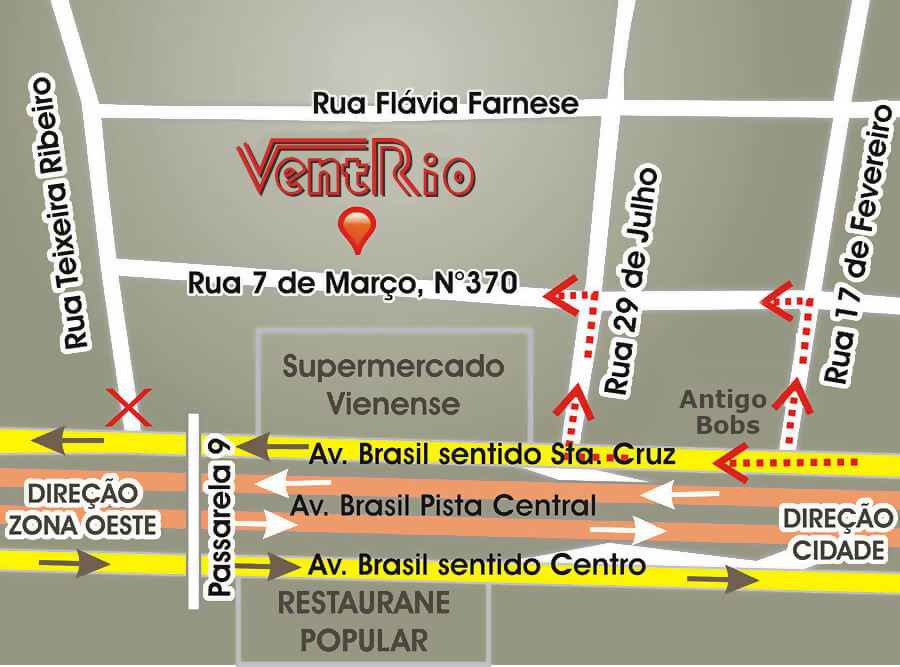 Rua Flávia Farnese
VentRio
Rua Teixeira Ribeiro
Rua 29 de Julho
Rua 17 de Fevereiro
Rua 7 de Março, N°370
Supermercado
Vienense
Antigo
Bobs
Av. Brasil sentido Sta. Cruz
Passarela 9
DIREÇÃO
ZONA OESTE
Av. Brasil Pista Central
DIREÇÃO
CIDADE
Av. Brasil sentido Centro
RESTAURANE
POPULAR